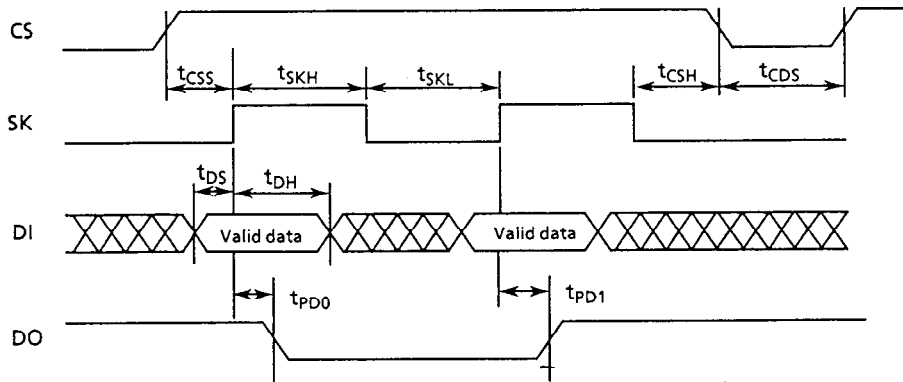 CS
tCSS
tSKH
tSKL
tCSH
tCDS
SK
tDS
tDH
DI
Valid data
Valid data
tPD0
tPD1
DO